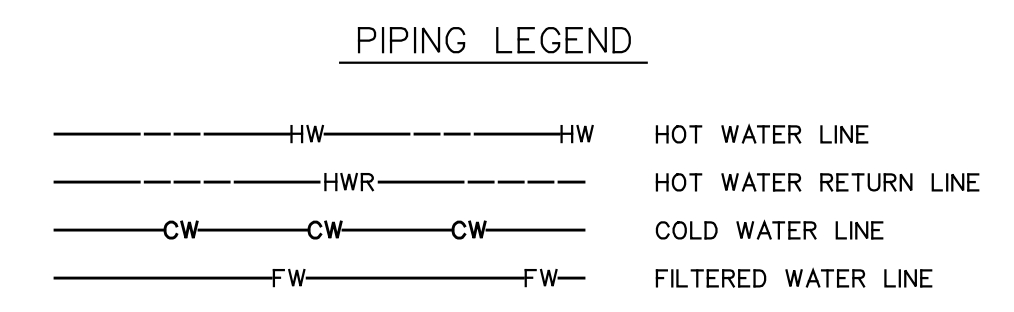 PIPING LEGEND
HW HW HOT WATER LINE
HWR HOT WATER RETURN LINE
CW CW CW COLD WATER LINE
FW FW FILTERED WATER LINE